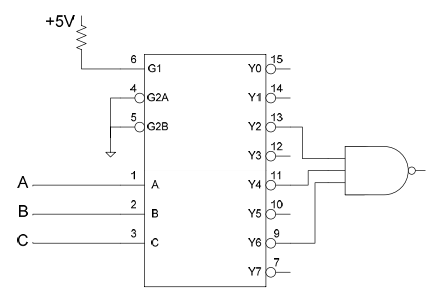 +5V
6 G1 Y0 15
4 G2A Y1 14
5 G2B Y2 13
Y3 12
A 1 A Y4 11
B 2 B Y5 10
C 3 C Y6 9
Y7 7